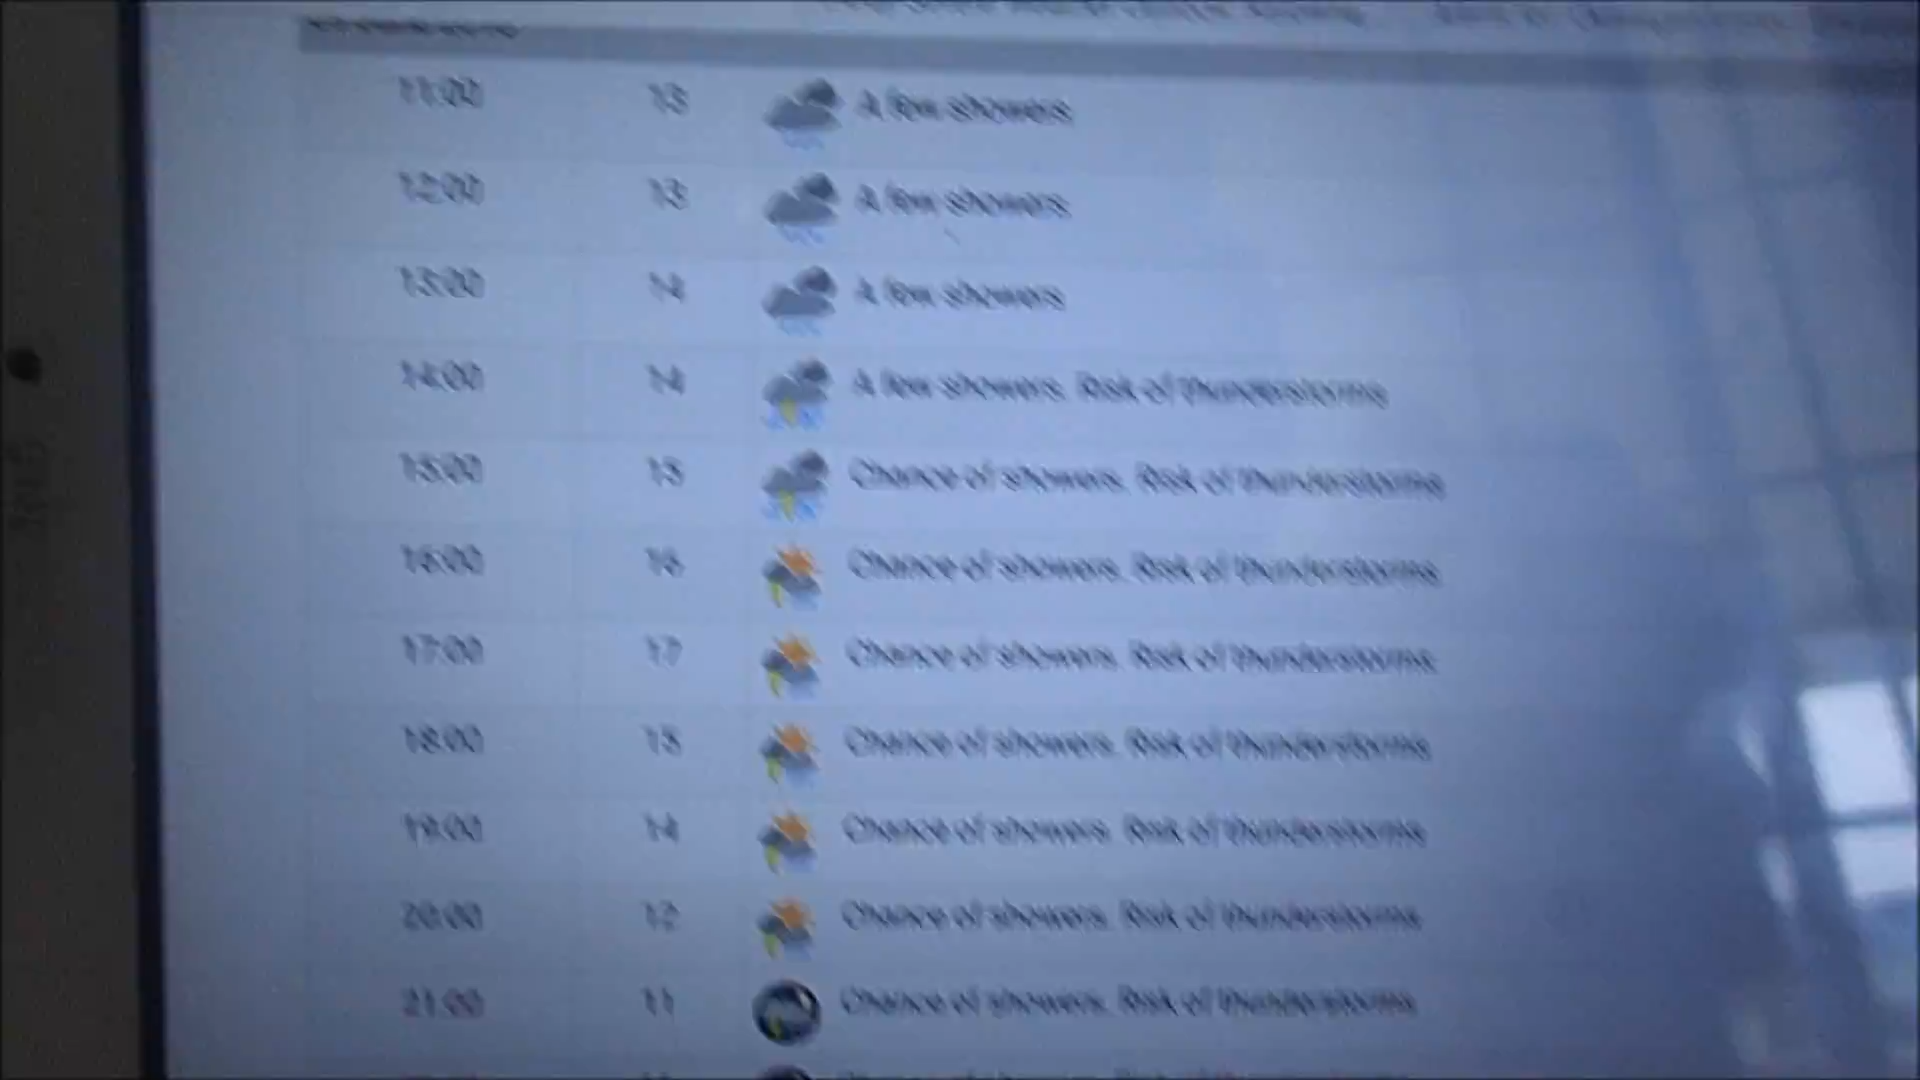 11:00 13 A few showers
12:00 13 A few showers
13:00 14 A few showers
14:00 14 A few showers. Risk of thunderstorms
15:00 15 Chance of showers. Risk of thunderstorms
16:00 16 Chance of showers. Risk of thunderstorms
17:00 17 Chance of showers. Risk of thunderstorms
18:00 15 Chance of showers. Risk of thunderstorms
19:00 14 Chance of showers. Risk of thunderstorms
20:00 12 Chance of showers. Risk of thunderstorms
21:00 11 Chance of showers. Risk of thunderstorms